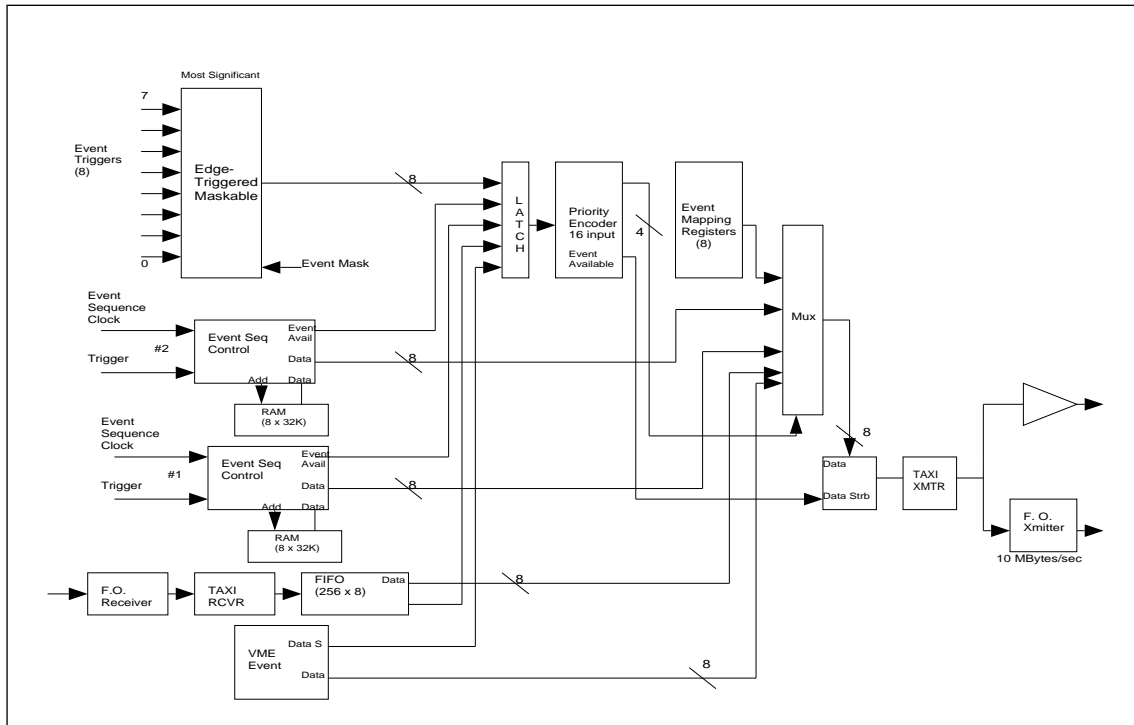 Most Significant
7
Event
Triggers
(8)
Edge-
Triggered
Maskable
0
Event Mask
8
L
A
T
C
H
Priority
Encoder
16 input
Event
Available
4
Event
Mapping
Registers
(8)
Mux
Event
Sequence
Clock
#2
Trigger
Event Seq
Control
Event
Avail
Data
Add
Data
8
RAM
(8 x 32K)
Event
Sequence
Clock
#1
Trigger
Event Seq
Control
Event
Avail
Data
Add
Data
8
RAM
(8 x 32K)
8
Data
Data Strb
TAXI
XMTR
F. O.
Xmitter
10 MBytes/sec
F.O.
Receiver
TAXI
RCVR
FIFO
(256 x 8)
Data
8
VME
Event
Data S
Data
8